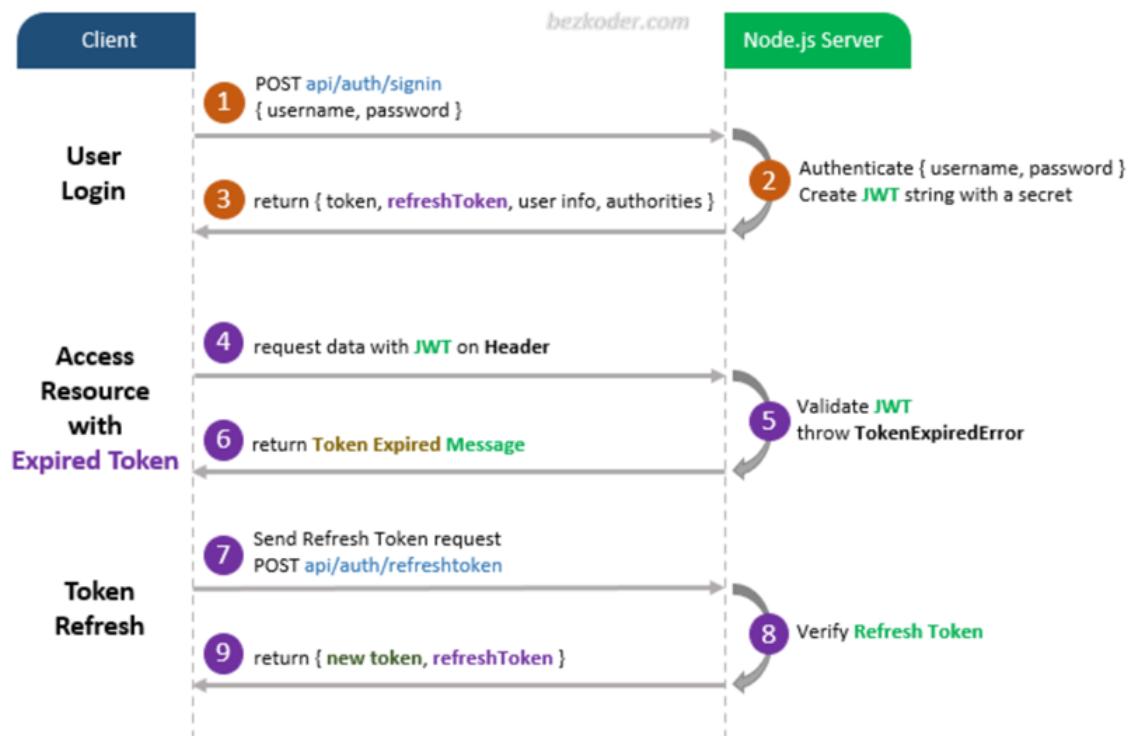 bezkoder.com
Client
Node.js Server
User
Login
1
POST api/auth/signin
{ username, password }
2
Authenticate { username, password }
Create JWT string with a secret
3
return { token, refreshToken, user info, authorities }
Access
Resource
with
Expired Token
4
request data with JWT on Header
5
Validate JWT
throw TokenExpiredError
6
return Token Expired Message
Token
Refresh
7
Send Refresh Token request
POST api/auth/refreshtoken
8
Verify Refresh Token
9
return { new token, refreshToken }